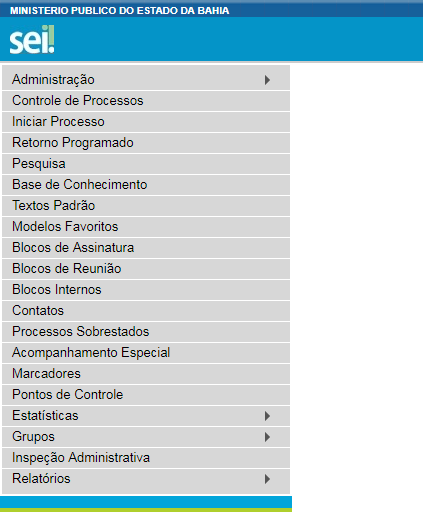 MINISTERIO PUBLICO DO ESTADO DA BAHIA
sei!
Administração
Controle de Processos
Iniciar Processo
Retorno Programado
Pesquisa
Base de Conhecimento
Textos Padrão
Modelos Favoritos
Blocos de Assinatura
Blocos de Reunião
Blocos Internos
Contatos
Processos Sobrestados
Acompanhamento Especial
Marcadores
Pontos de Controle
Estatísticas
Grupos
Inspeção Administrativa
Relatórios